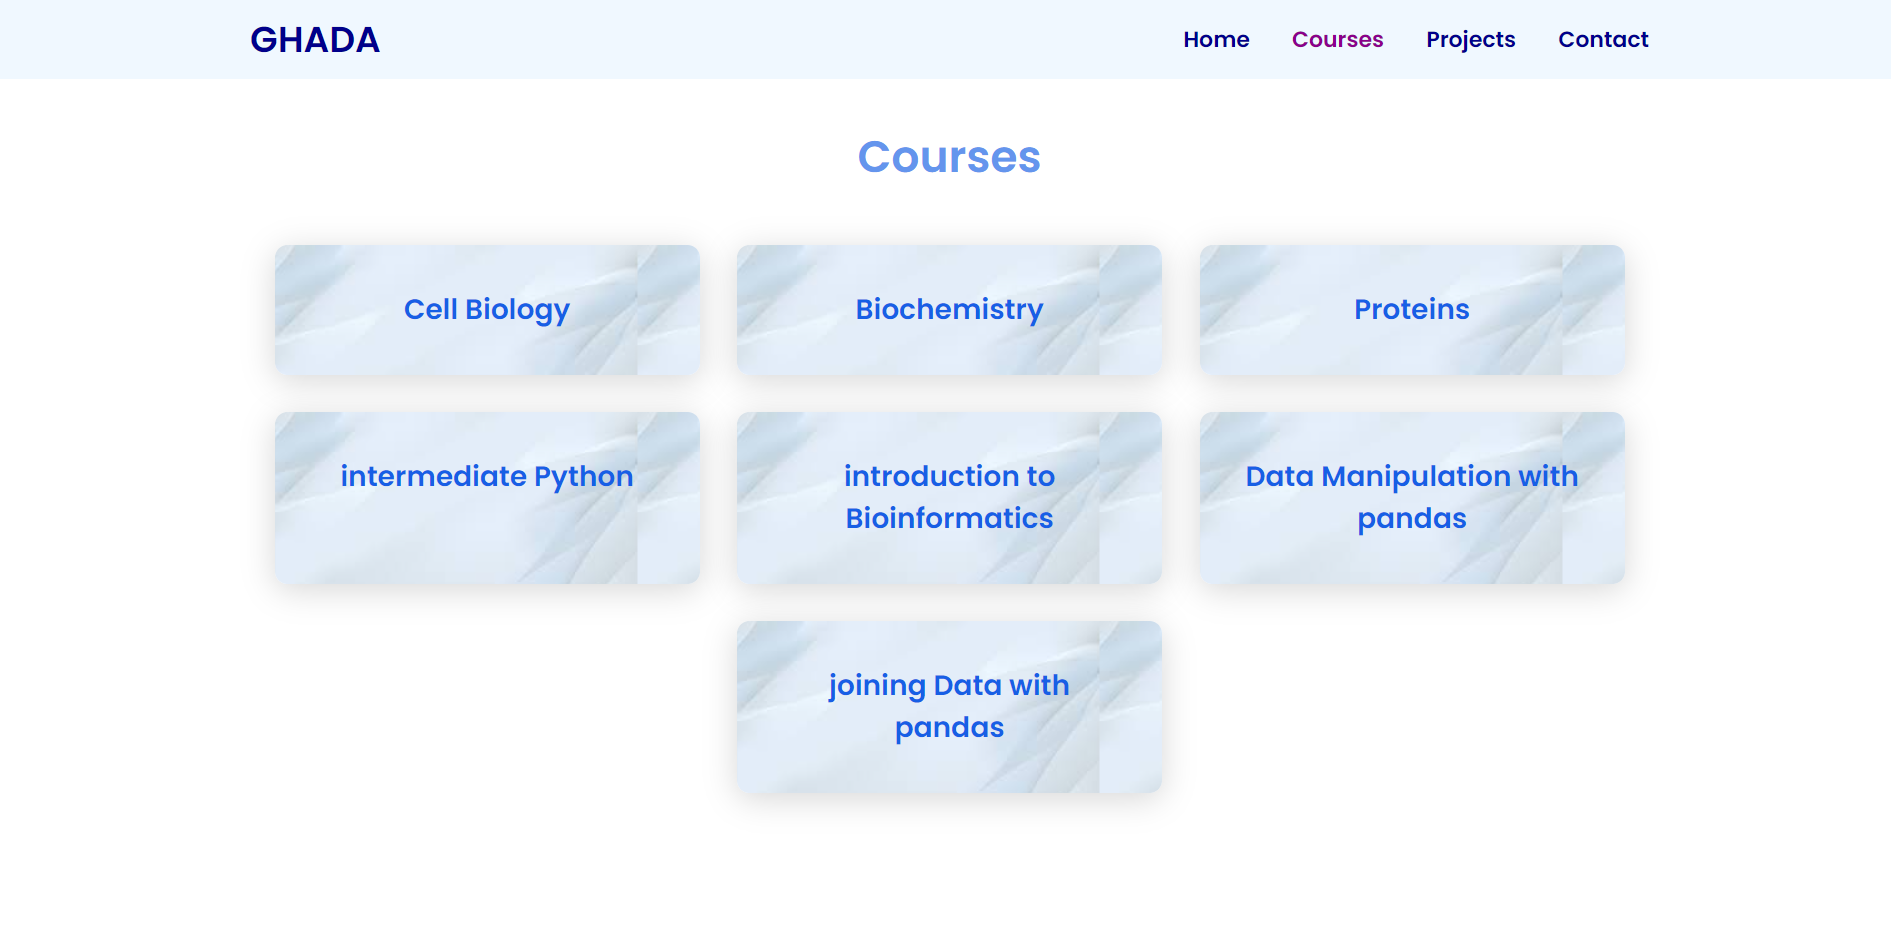 GHADA
Home Courses Projects Contact
Courses
Cell Biology
Biochemistry
Proteins
intermediate Python
introduction to
Bioinformatics
Data Manipulation with
pandas
joining Data with
pandas